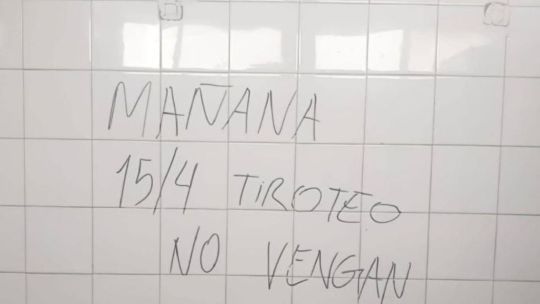 MAÑANA
15/4 TIROTEO
NO VENGAN